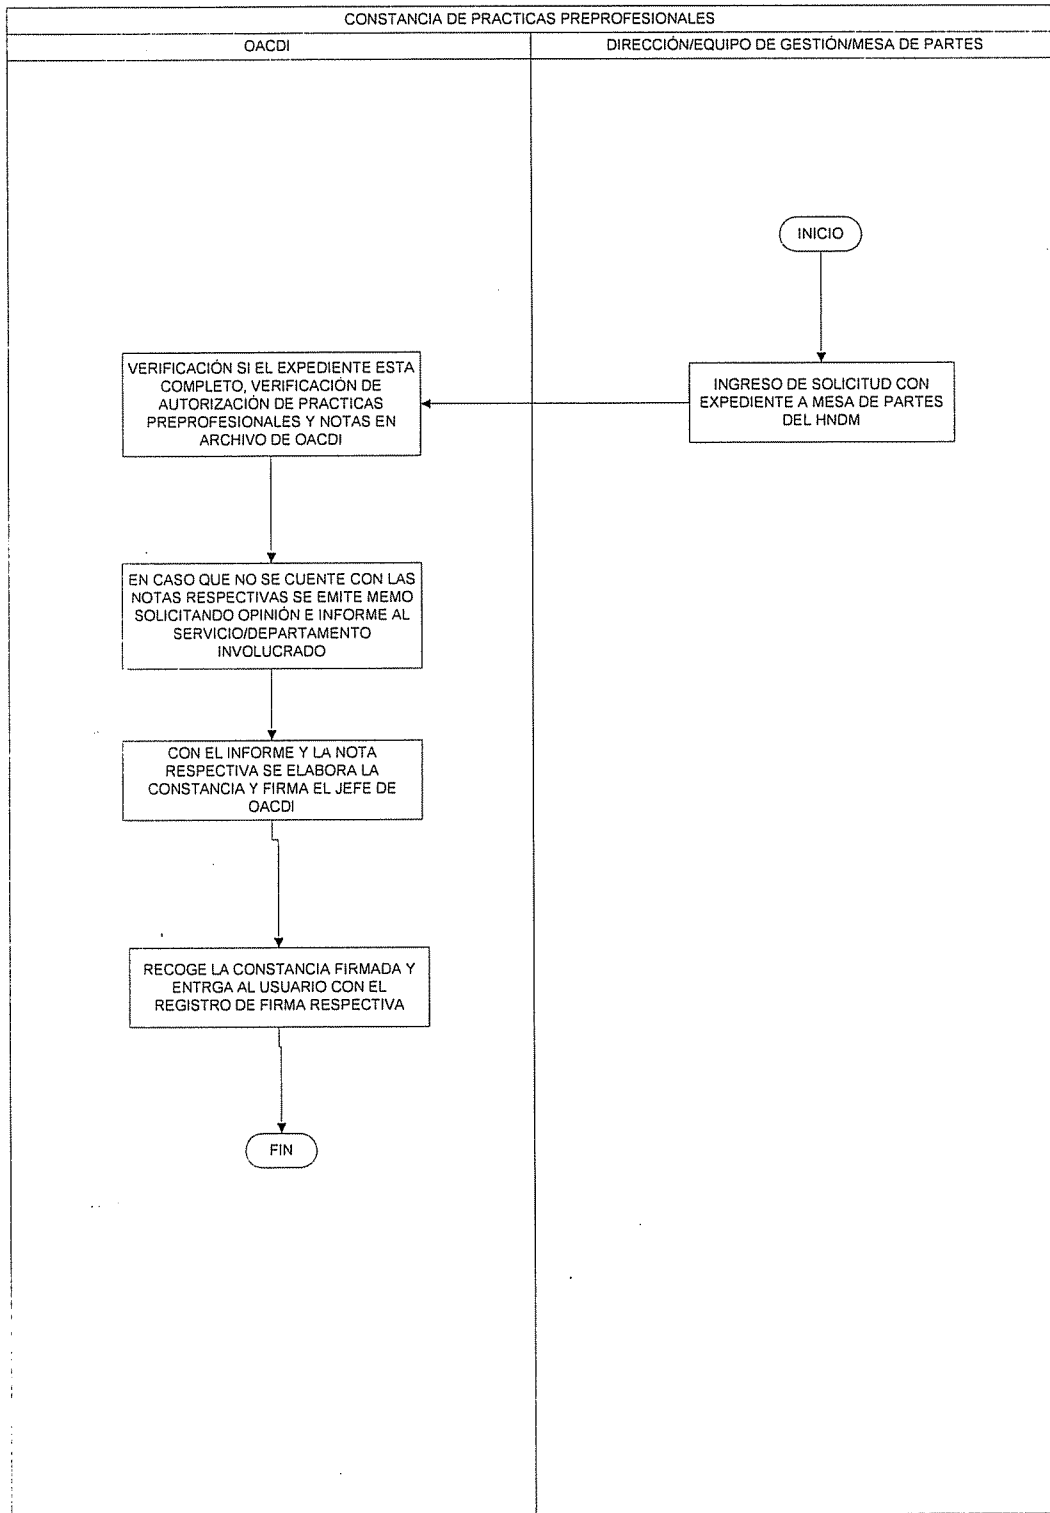 CONSTANCIA DE PRACTICAS PREPROFESIONALES
OACDI
DIRECCIÓN/EQUIPO DE GESTIÓN/MESA DE PARTES
INICIO
INGRESO DE SOLICITUD CON
EXPEDIENTE A MESA DE PARTES
DEL HNDM
VERIFICACIÓN SI EL EXPEDIENTE ESTA
COMPLETO, VERIFICACIÓN DE
AUTORIZACIÓN DE PRACTICAS
PREPROFESIONALES Y NOTAS EN
ARCHIVO DE OACDI
EN CASO QUE NO SE CUENTE CON LAS
NOTAS RESPECTIVAS SE EMITE MEMO
SOLICITANDO OPINIÓN E INFORME AL
SERVICIO/DEPARTAMENTO
INVOLUCRADO
CON EL INFORME Y LA NOTA
RESPECTIVA SE ELABORA LA
CONSTANCIA Y FIRMA EL JEFE DE
OACDI
RECOGE LA CONSTANCIA FIRMADA Y
ENTRGA AL USUARIO CON EL
REGISTRO DE FIRMA RESPECTIVA
FIN